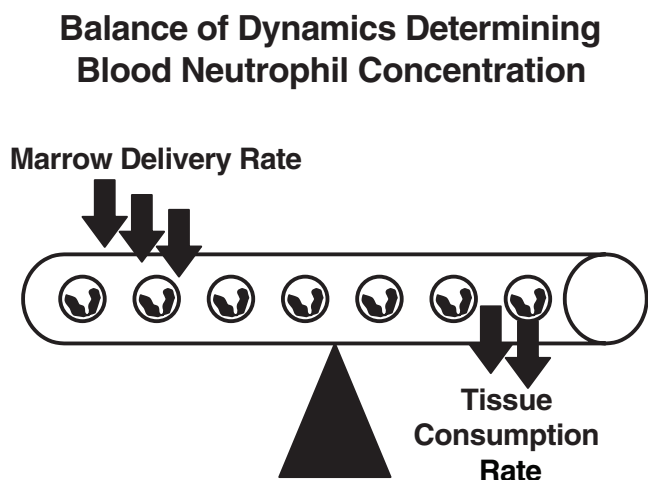 Balance of Dynamics Determining
Blood Neutrophil Concentration
Marrow Delivery Rate
Tissue
Consumption
Rate